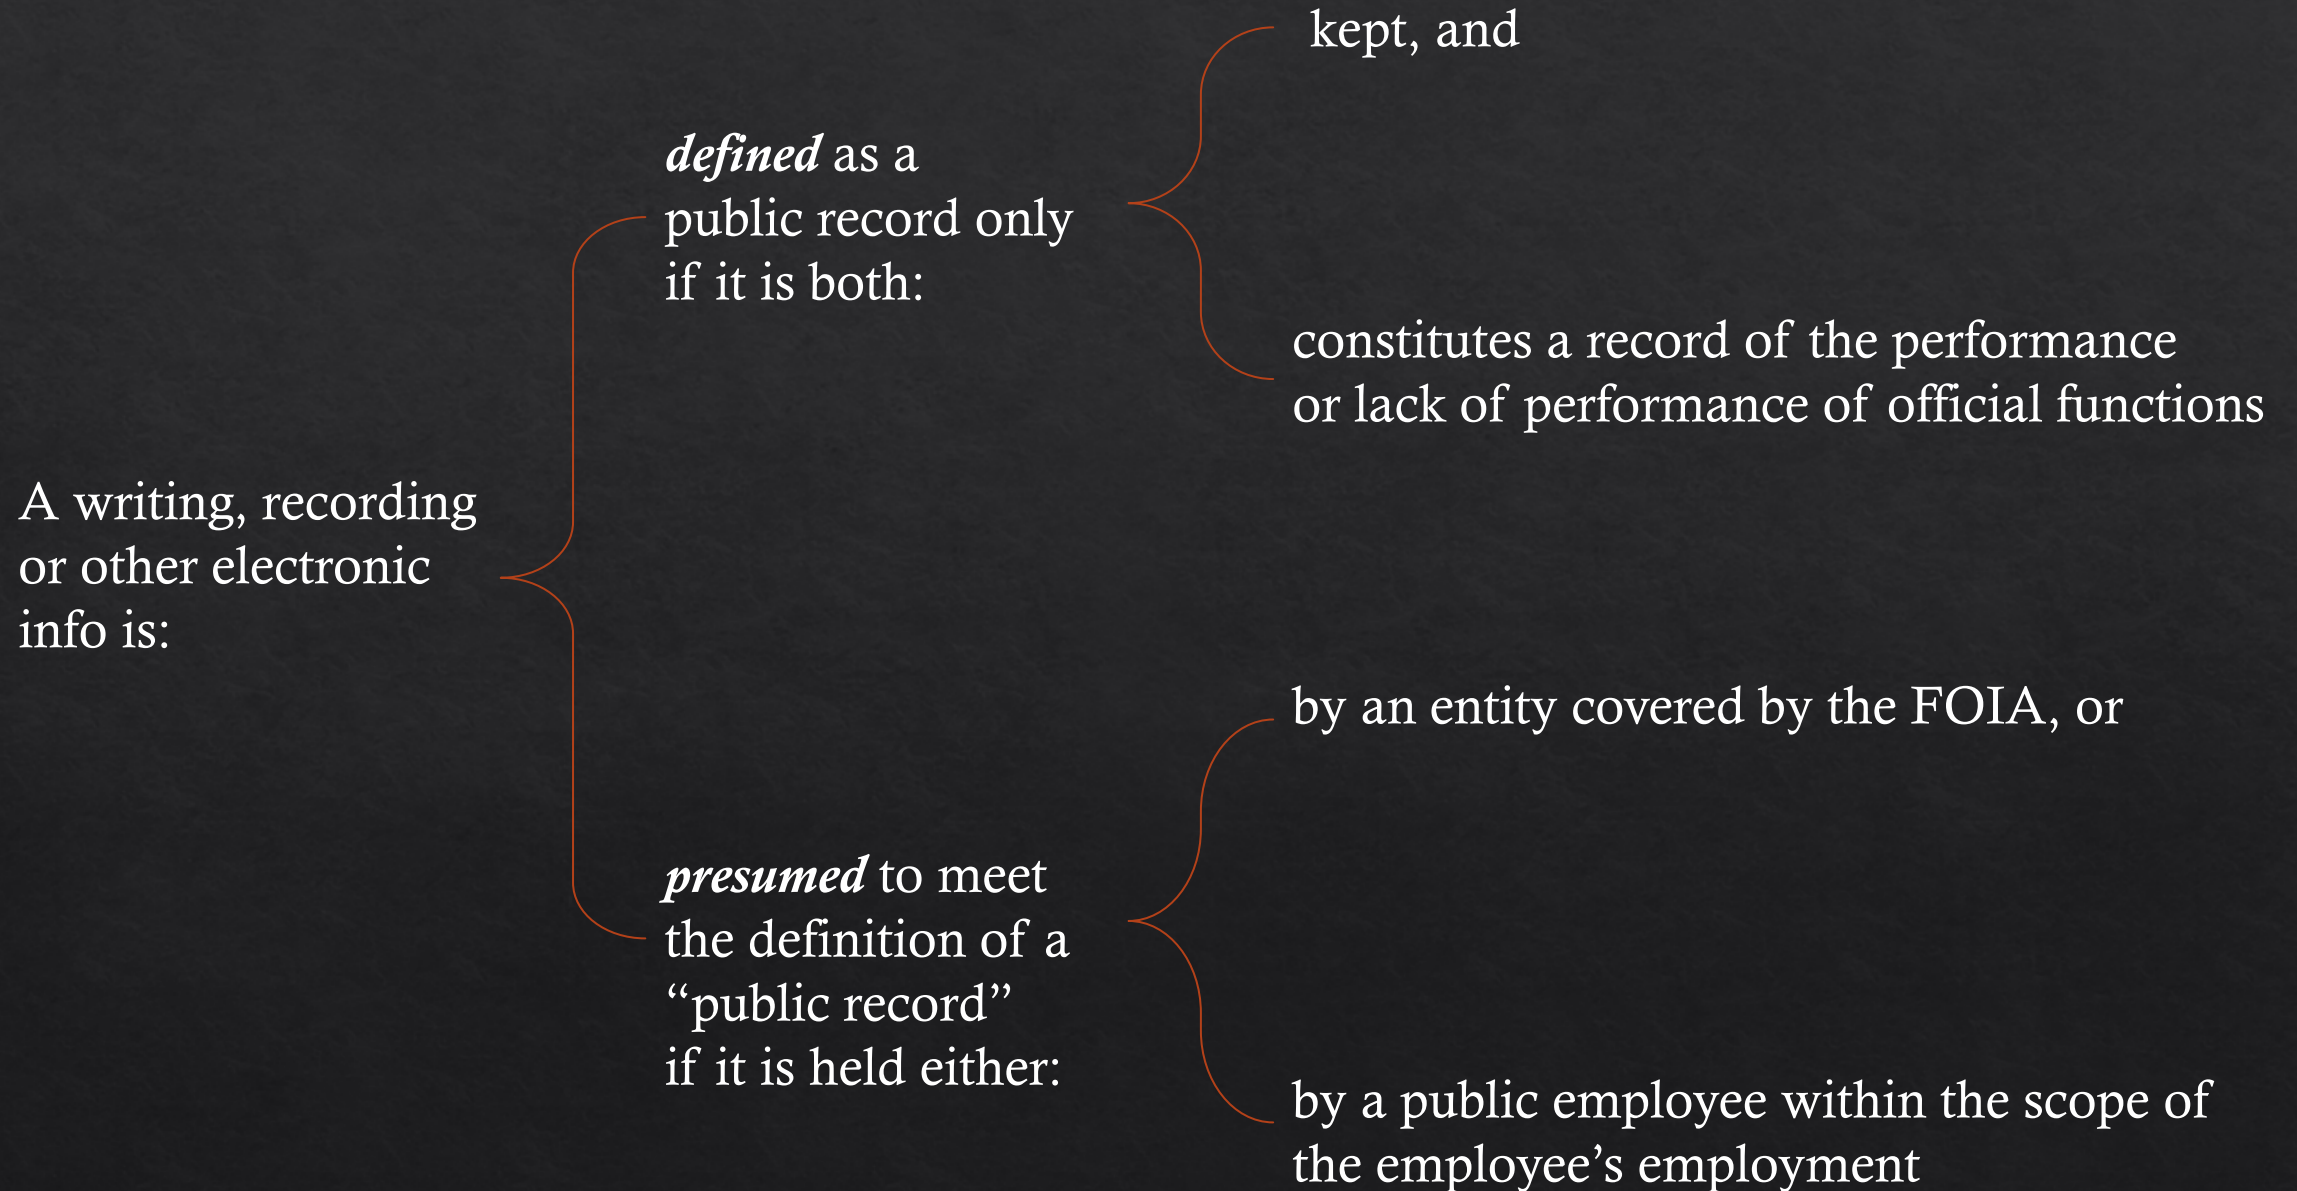 A writing, recording
or other electronic
info is:
defined as a
public record only
if it is both:
kept, and
constitutes a record of the performance
or lack of performance of official functions
presumed to meet
the definition of a
“public record”
if it is held either:
by an entity covered by the FOIA, or
by a public employee within the scope of
the employee’s employment